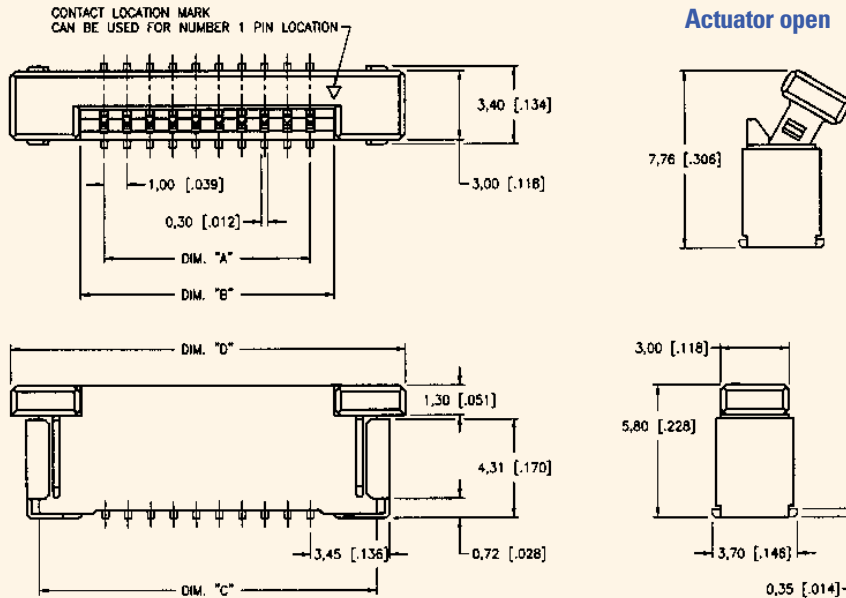 CONTACT LOCATION MARK
CAN BE USED FOR NUMBER 1 PIN LOCATION
Actuator open
3,40 [.134]
7,76 [.306]
1,00 [.039]
3,00 [.118]
0,30 [.012]
DIM. "A"
DIM. "B"
DIM. "D"
3,00 [.118]
1,30 [.051]
5,80 [.228]
4,31 [.170]
3,45 [.136]
0,72 [.028]
3,70 [.146]
DIM. "C"
0,35 [.014]